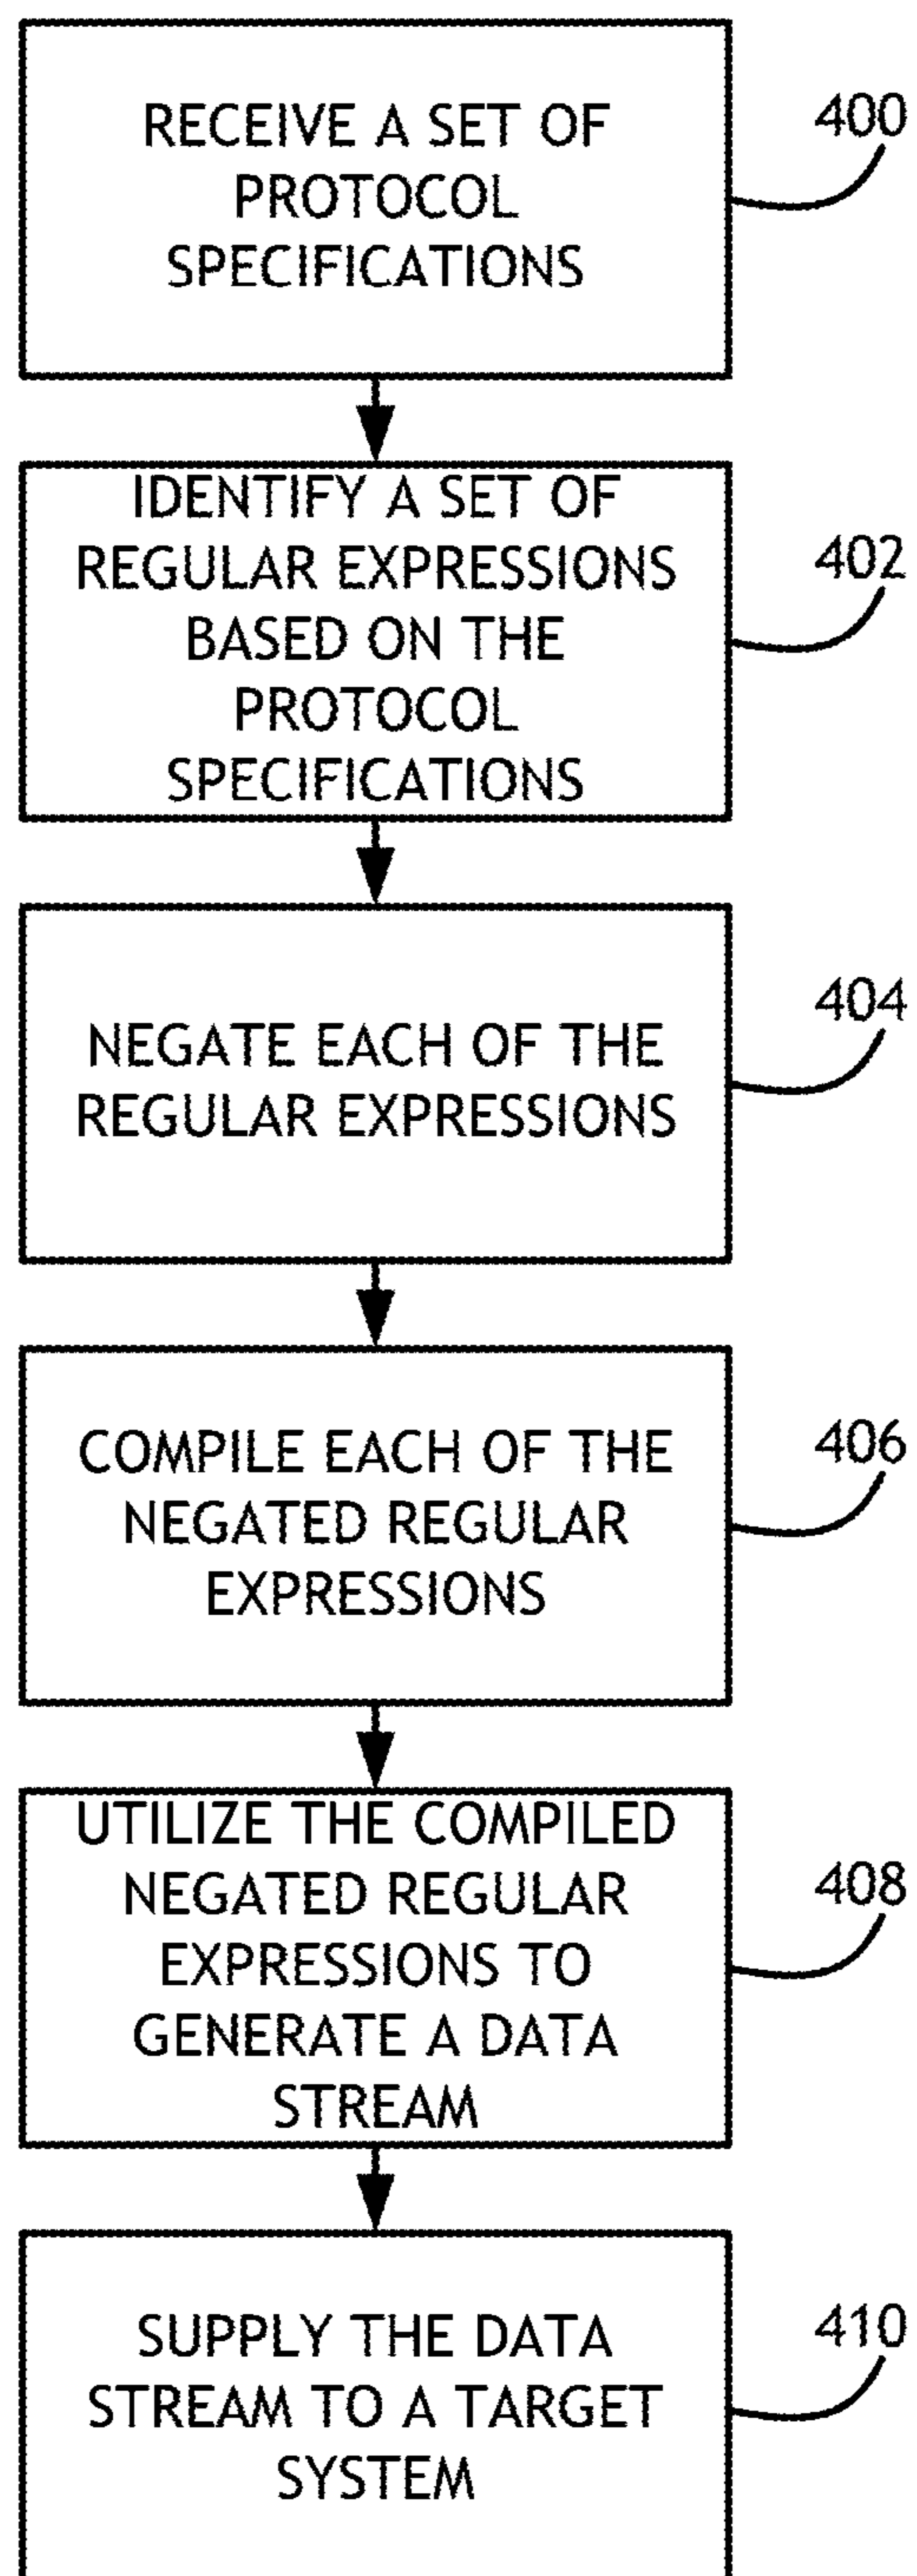 RECEIVE A SET OF
PROTOCOL
SPECIFICATIONS
400
IDENTIFY A SET OF
REGULAR EXPRESSIONS
BASED ON THE
PROTOCOL
SPECIFICATIONS
402
NEGATE EACH OF THE
REGULAR EXPRESSIONS
404
COMPILE EACH OF THE
NEGATED REGULAR
EXPRESSIONS
406
UTILIZE THE COMPILED
NEGATED REGULAR
EXPRESSIONS TO
GENERATE A DATA
STREAM
408
SUPPLY THE DATA
STREAM TO A TARGET
SYSTEM
410